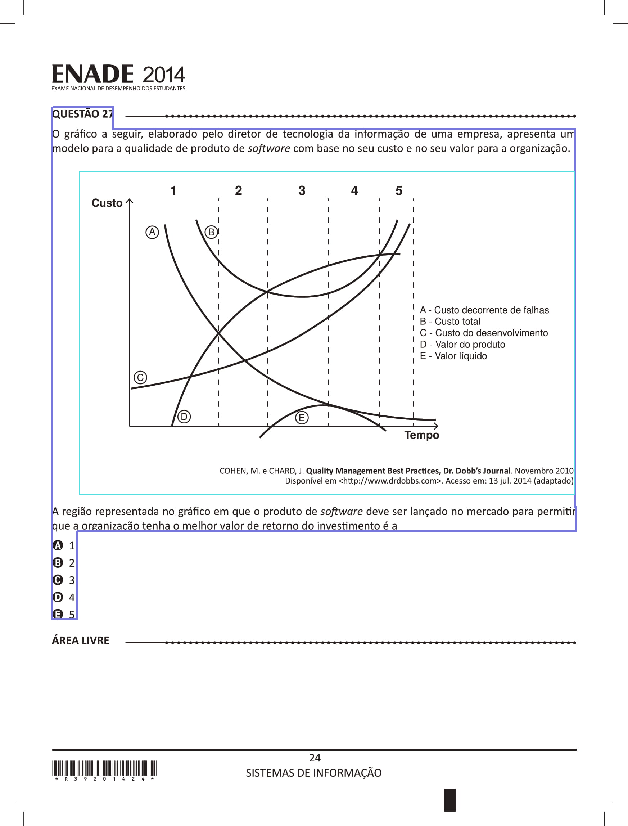 ENADE 2014
EXAME NACIONAL DE DESEMPENHO DOS ESTUDANTES
QUESTÃO 27
O gráfico a seguir, elaborado pelo diretor de tecnologia da informação de uma empresa, apresenta um
modelo para a qualidade de produto de software com base no seu custo e no seu valor para a organização.
1 2 3 4 5
Custo
A
B
A - Custo decorrente de falhas
B - Custo total
C - Custo do desenvolvimento
D - Valor do produto
E - Valor líquido
C
D
E
Tempo
COHEN, M. e CHARD, J. Quality Management Best Practices, Dr. Dobb's Journal. Novembro 2010
Disponível em <http://www.drdobbs.com>. Acesso em: 13 jul. 2014 (adaptado)
A região representada no gráfico em que o produto de software deve ser lançado no mercado para permitir
que a organização tenha o melhor valor de retorno do investimento é a
A 1
B 2
C 3
D 4
E 5
ÁREA LIVRE
24
SISTEMAS DE INFORMAÇÃO